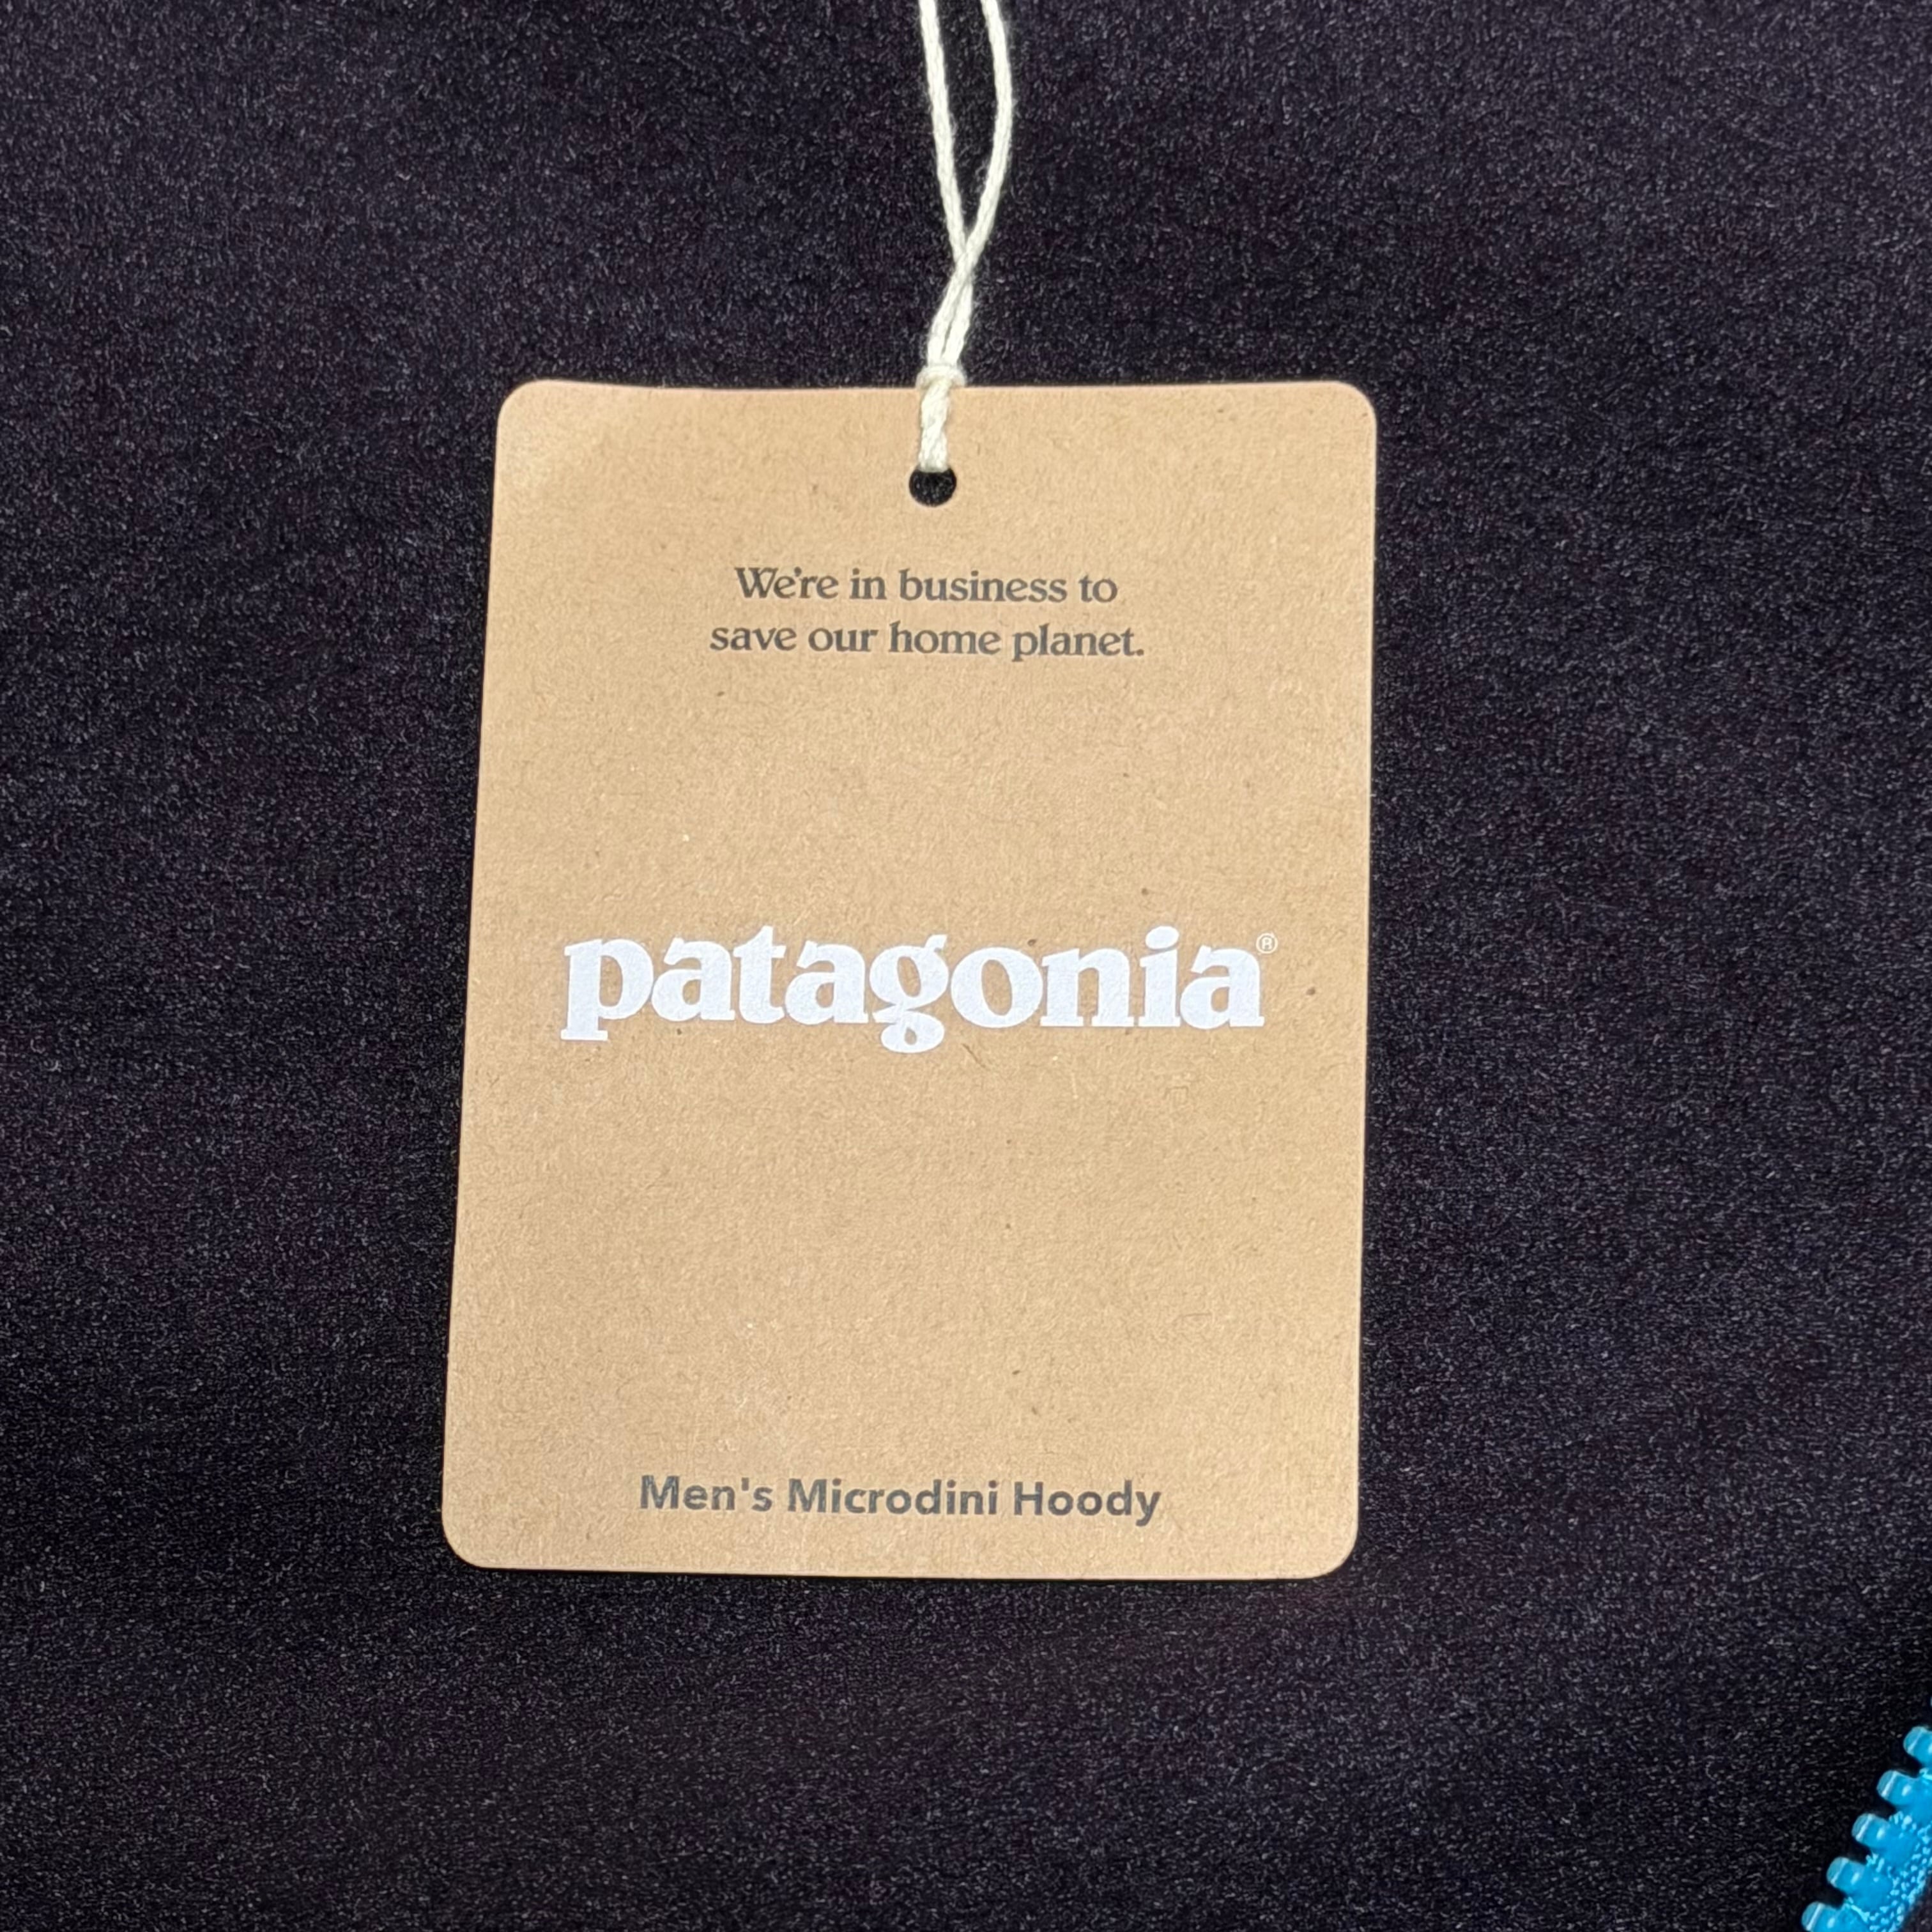 We're in business to
save our home planet.
patagonia®
Men's Microdini Hoody